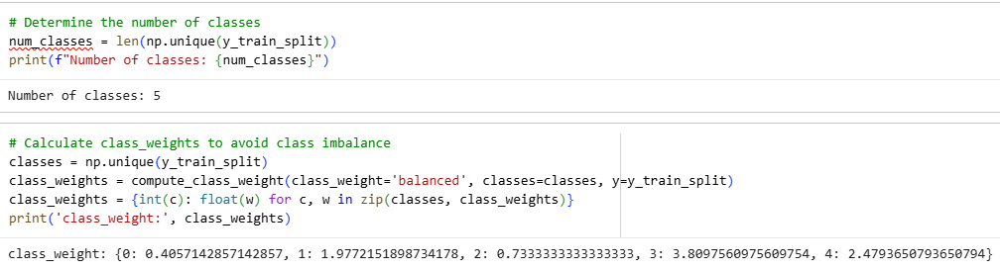 # Determine the number of classes
num_classes = len(np.unique(y_train_split))
print(f"Number of classes: {num_classes}")
Number of classes: 5
# Calculate class_weights to avoid class imbalance
classes = np.unique(y_train_split)
class_weights = compute_class_weight(class_weight='balanced', classes=classes, y=y_train_split)
class_weights = {int(c): float(w) for c, w in zip(classes, class_weights)}
print('class_weight:', class_weights)
class_weight: {0: 0.4057142857142857, 1: 1.9772151898734178, 2: 0.7333333333333333, 3: 3.8097560975609754, 4: 2.4793650793650794}